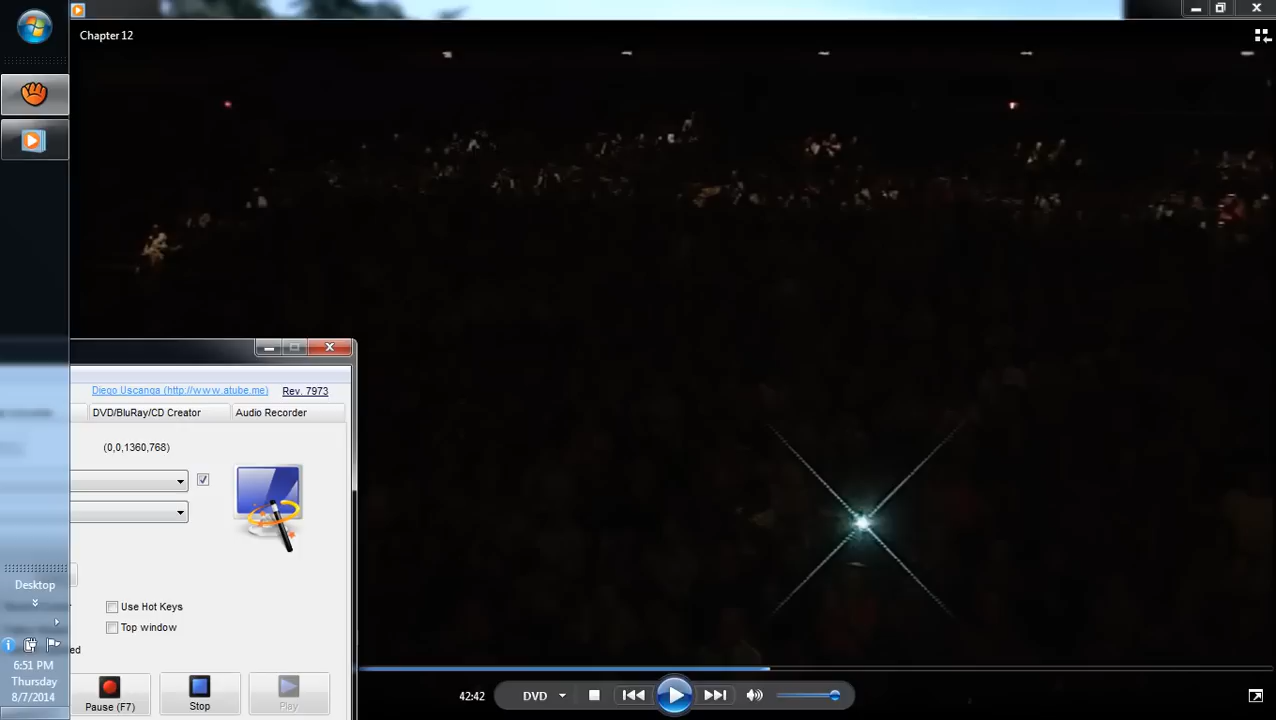 Chapter 12
Diego Uscanga (http://www.atube.me)
Rev. 7973
DVD/BluRay/CD Creator
Audio Recorder
(0,0,1360,768)
Desktop
Use Hot Keys
Top window
6:51 PM
Thursday
8/7/2014
Pause (F7)
Stop
Play
42:42
DVD